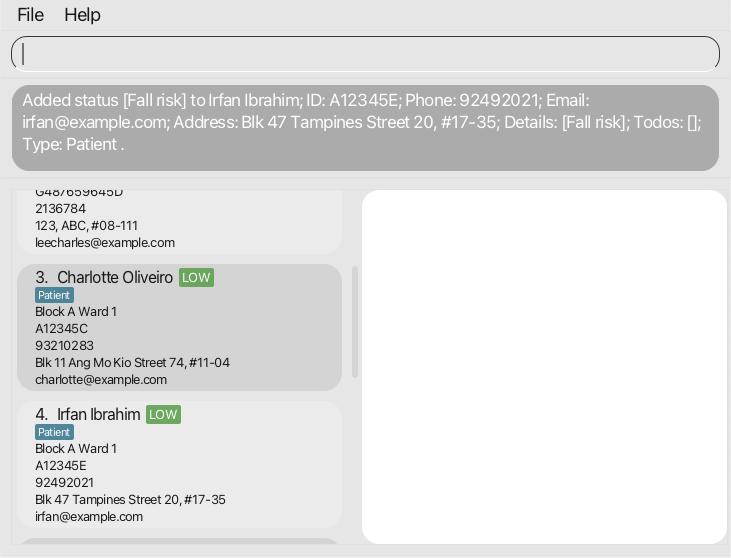 File Help
Added status [Fall risk] to Irfan Ibrahim; ID: A12345E; Phone: 92492021; Email:
irfan@example.com; Address: Blk 47 Tampines Street 20, #17-35; Details: [Fall risk]; Todos: [];
Type: Patient .
G487659645D
2136784
123, ABC, #08-111
leecharles@example.com
3. Charlotte Oliveiro LOW
Patient
Block A Ward 1
A12345C
93210283
Blk 11 Ang Mo Kio Street 74, #11-04
charlotte@example.com
4. Irfan Ibrahim LOW
Patient
Block A Ward 1
A12345E
92492021
Blk 47 Tampines Street 20, #17-35
irfan@example.com